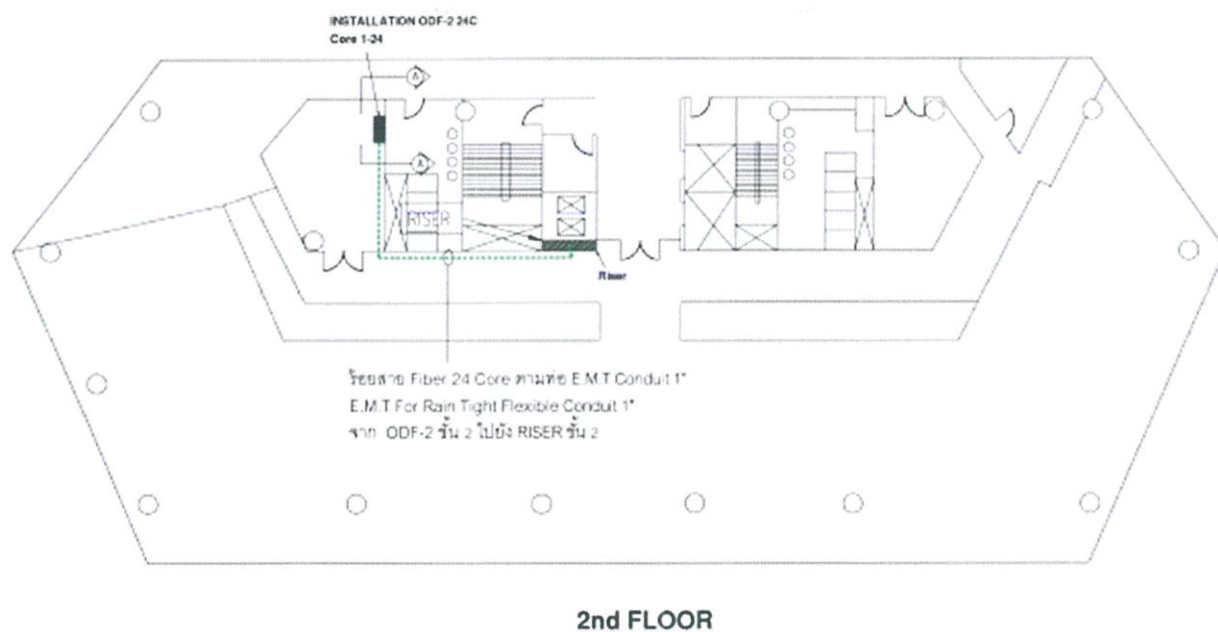 INSTALLATION ODF-2 24C
Core 1-24
A
A
RISER
Riser
ร้อยสาย Fiber 24 Core ตามท่อ E.M.T Conduit 1"
E.M.T For Rain Tight Flexible Conduit 1"
จาก ODF-2 ชั้น 2 ไปยัง RISER ชั้น 2
2nd FLOOR